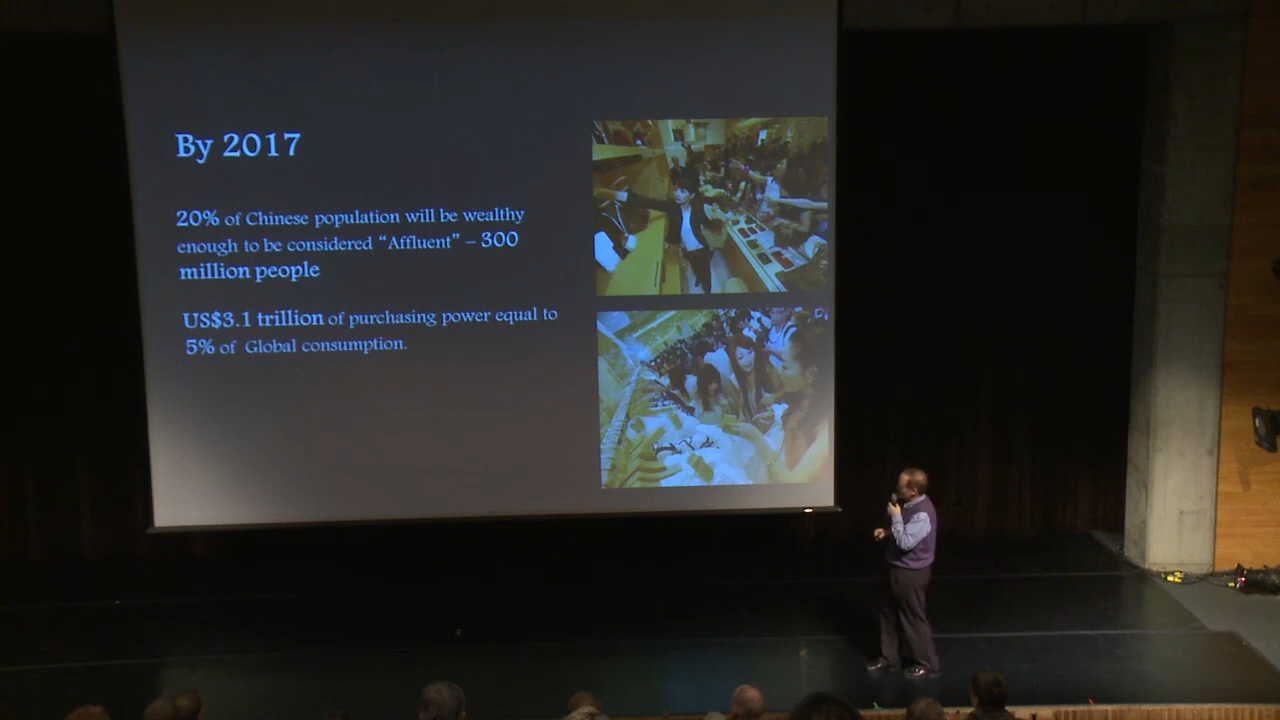 By 2017
20% of Chinese population will be wealthy
enough to be considered “Affluent” – 300
million people
US$3.1 trillion of purchasing power equal to
5% of Global consumption.